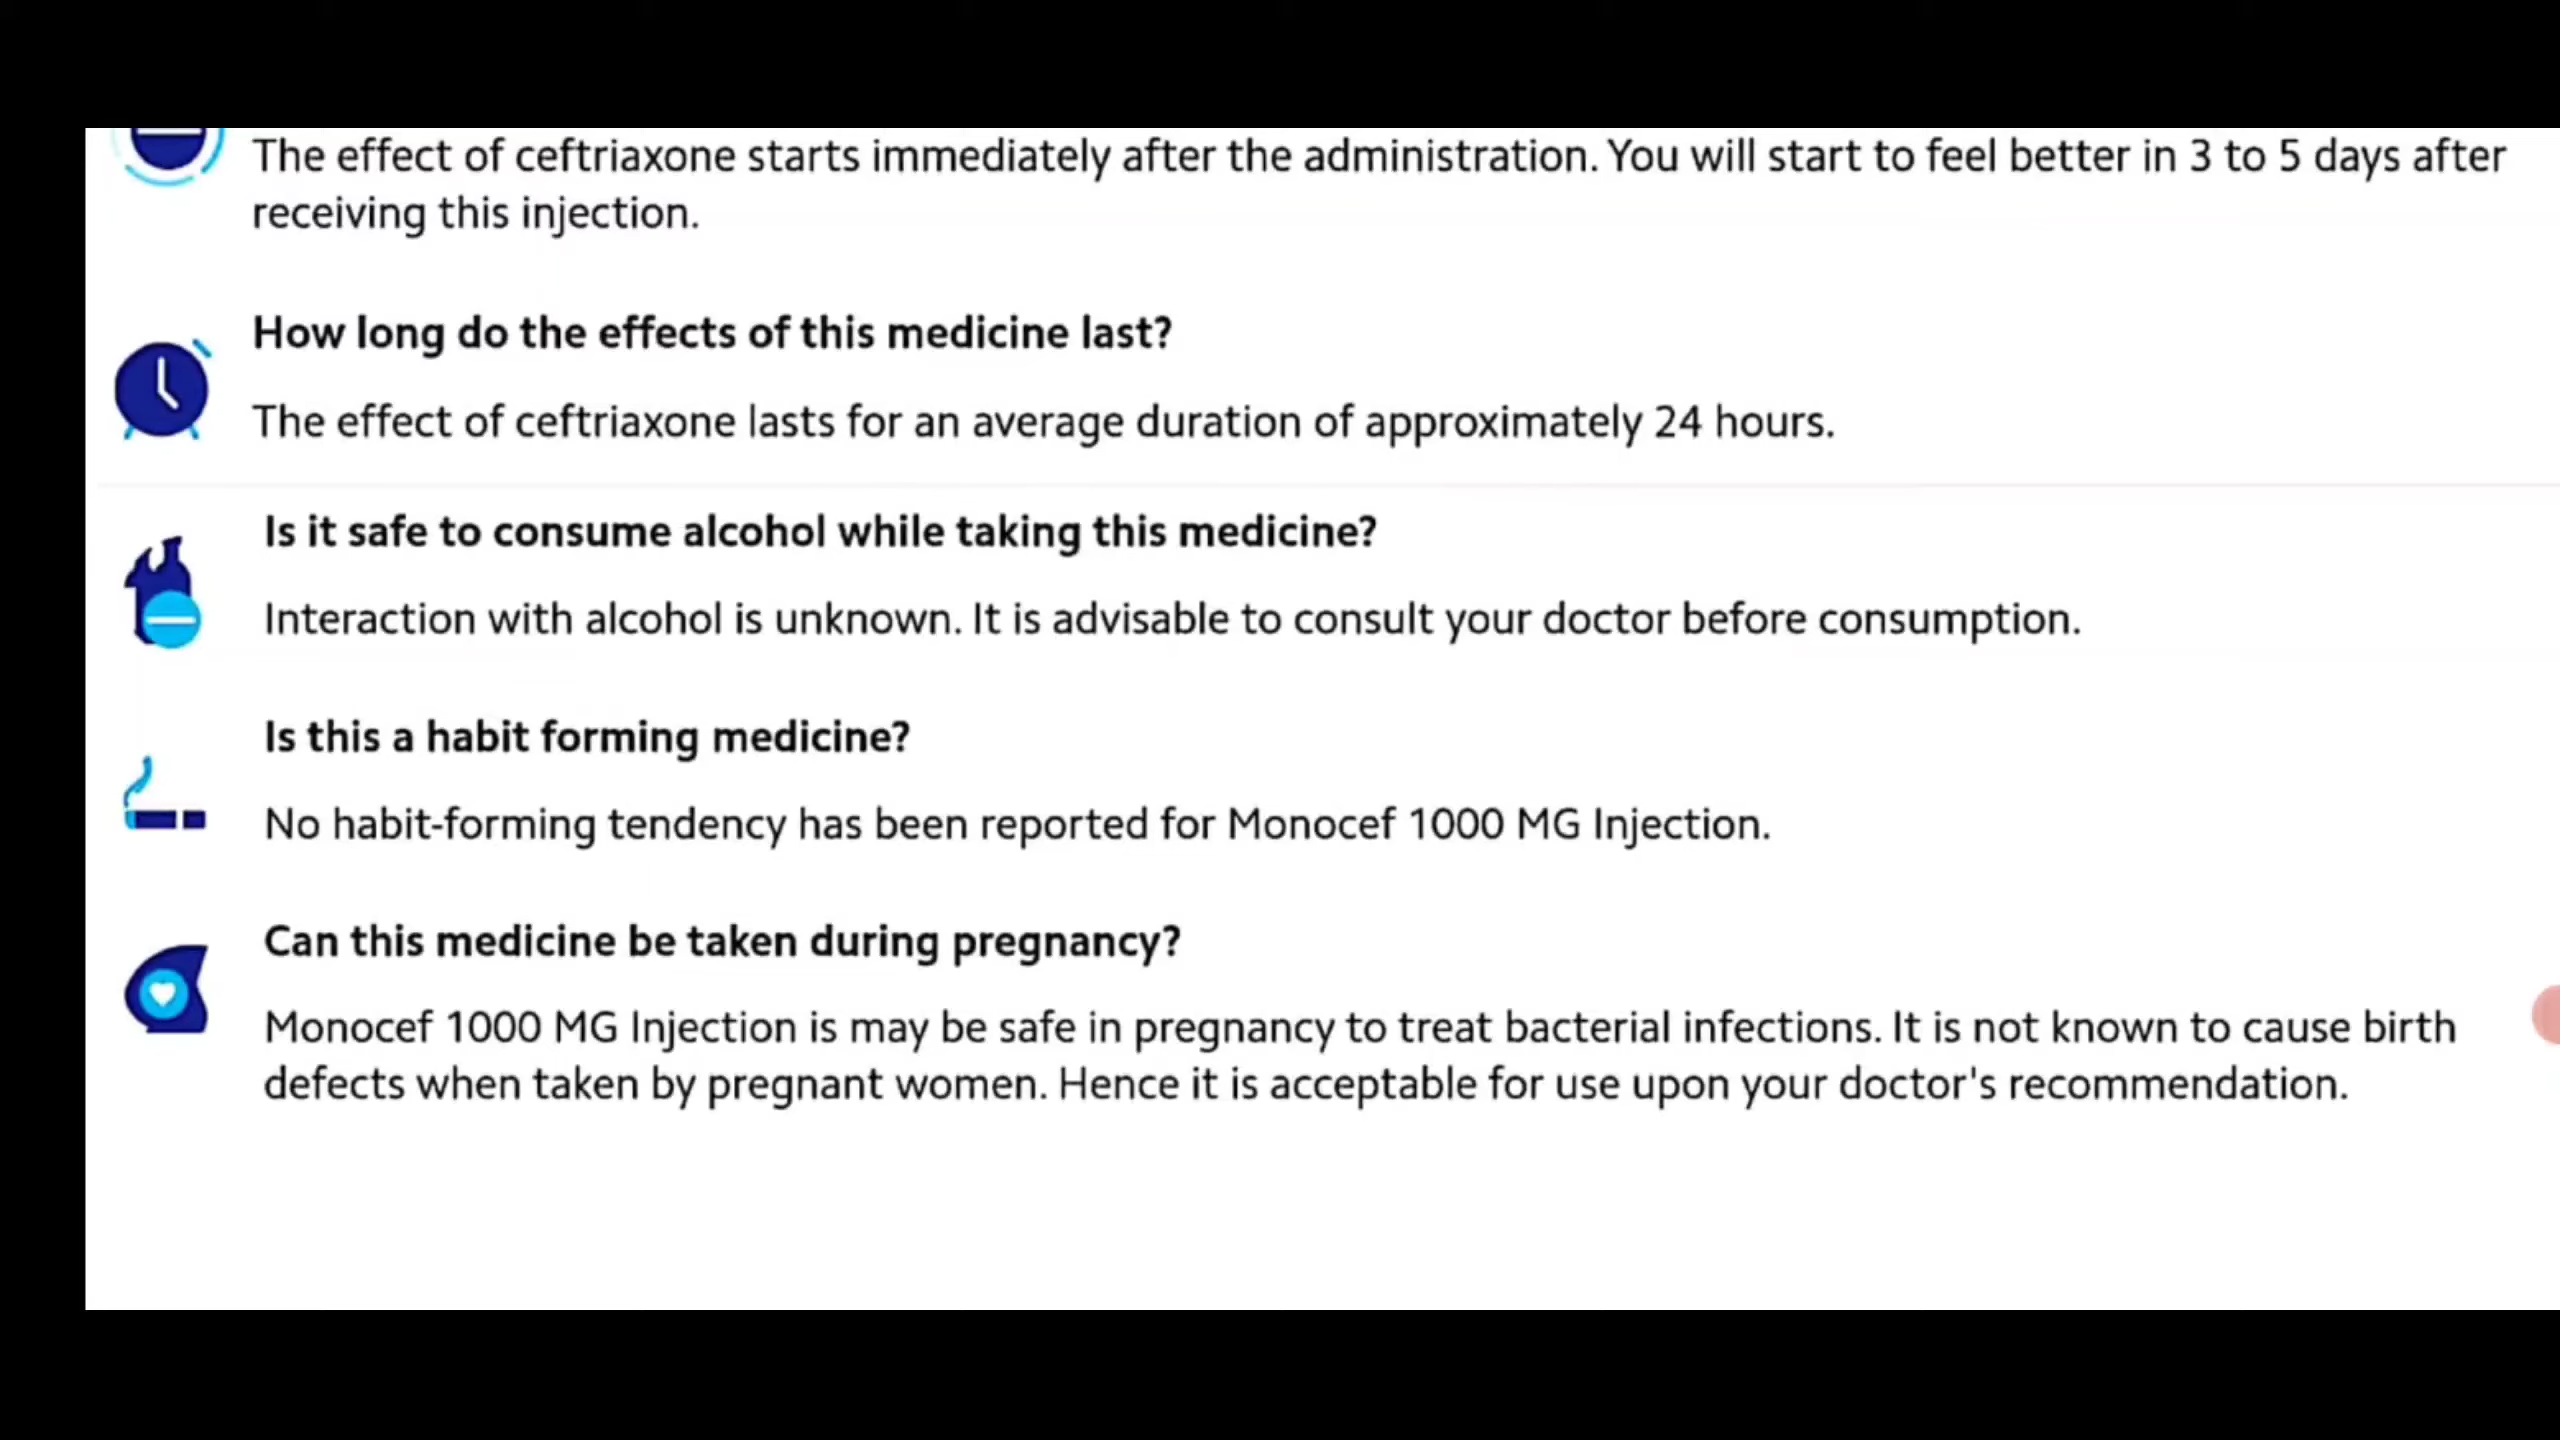 The effect of ceftriaxone starts immediately after the administration. You will start to feel better in 3 to 5 days after
receiving this injection.
How long do the effects of this medicine last?
The effect of ceftriaxone lasts for an average duration of approximately 24 hours.
Is it safe to consume alcohol while taking this medicine?
Interaction with alcohol is unknown. It is advisable to consult your doctor before consumption.
Is this a habit forming medicine?
No habit-forming tendency has been reported for Monocef 1000 MG Injection.
Can this medicine be taken during pregnancy?
Monocef 1000 MG Injection is may be safe in pregnancy to treat bacterial infections. It is not known to cause birth
defects when taken by pregnant women. Hence it is acceptable for use upon your doctor's recommendation.